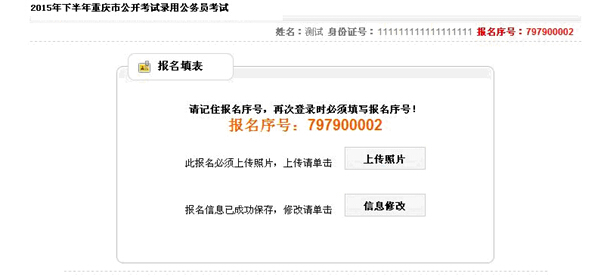 2015年下半年重庆市公开考试录用公务员考试
姓名：测试 身份证号：111111111111111111 报名序号：797900002
报名填表
请记住报名序号，再次登录时必须填写报名序号！
报名序号：797900002
此报名必须上传照片，上传请单击 上传照片
报名信息已成功保存，修改请单击 信息修改